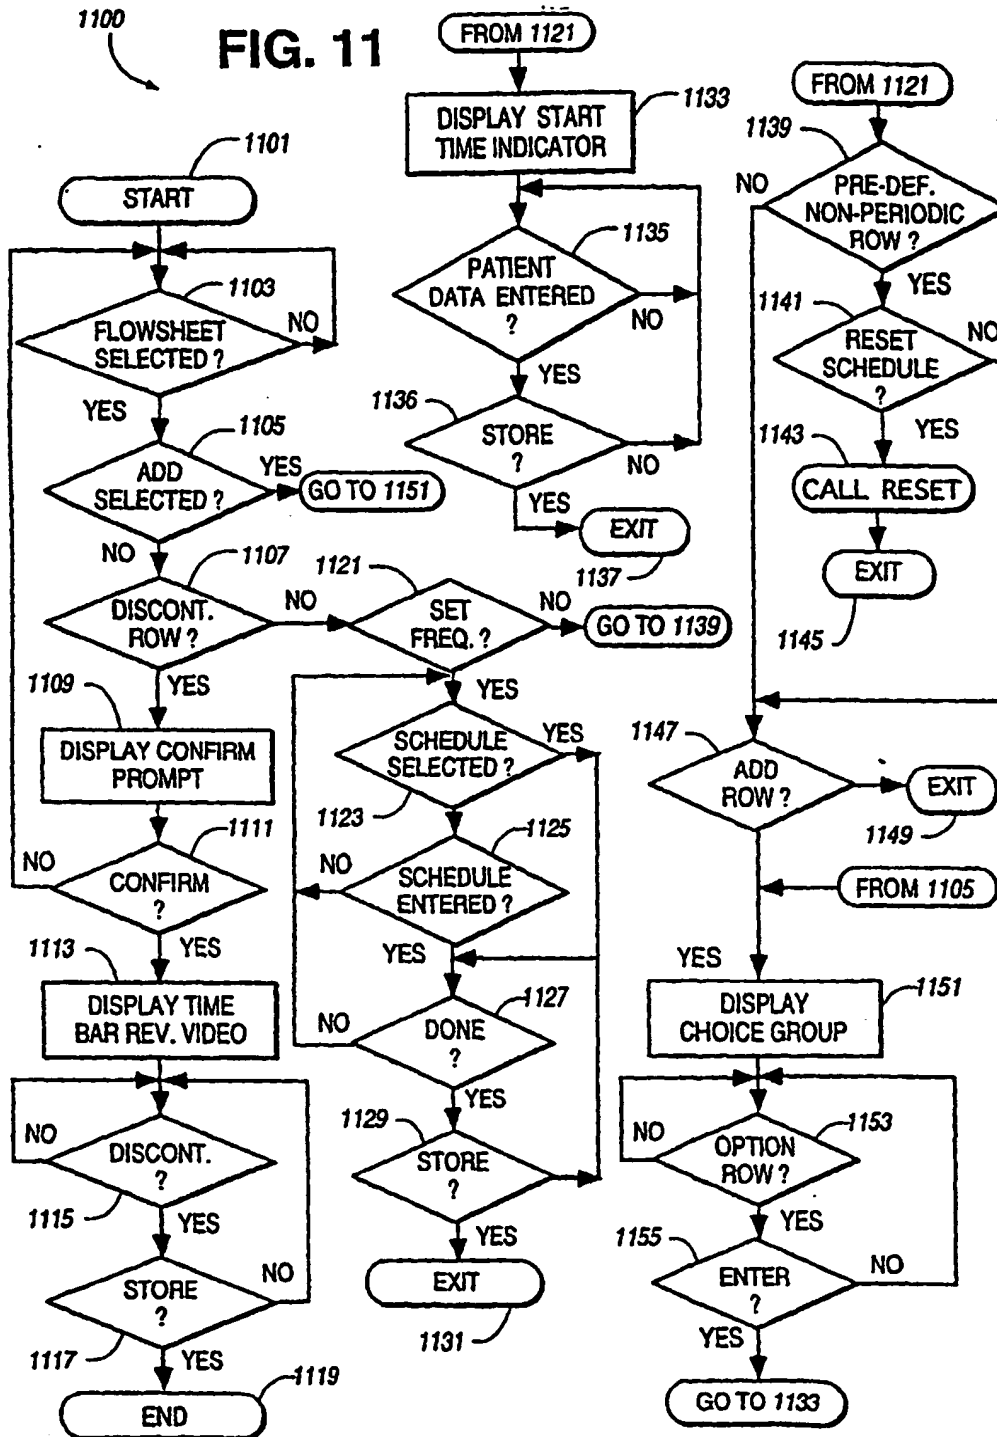 1100
FIG. 11
1101
START
1103
FLOWSHEET
SELECTED ?
NO
YES
1105
ADD
SELECTED ?
YES
GO TO 1151
NO
1107
DISCONT.
ROW ?
NO
YES
1109
DISPLAY CONFIRM
PROMPT
1111
NO
CONFIRM
?
YES
1113
DISPLAY TIME
BAR REV. VIDEO
NO
DISCONT.
?
1115
YES
STORE
?
NO
1117
YES
1119
END
FROM 1121
1133
DISPLAY START
TIME INDICATOR
1135
PATIENT
DATA ENTERED
?
NO
YES
1136
STORE
?
NO
YES
EXIT
1137
1121
SET
FREQ. ?
NO
GO TO 1139
YES
SCHEDULE
SELECTED ?
YES
1123
1125
NO
SCHEDULE
ENTERED ?
YES
1127
NO
DONE
?
YES
1129
STORE
?
YES
EXIT
1131
FROM 1121
1139
NO
PRE-DEF.
NON-PERIODIC
ROW ?
YES
1141
RESET
SCHEDULE
?
NO
YES
1143
CALL RESET
EXIT
1145
1147
ADD
ROW ?
EXIT
1149
FROM 1105
YES
1151
DISPLAY
CHOICE GROUP
NO
1153
OPTION
ROW ?
YES
1155
ENTER
?
NO
YES
GO TO 1133